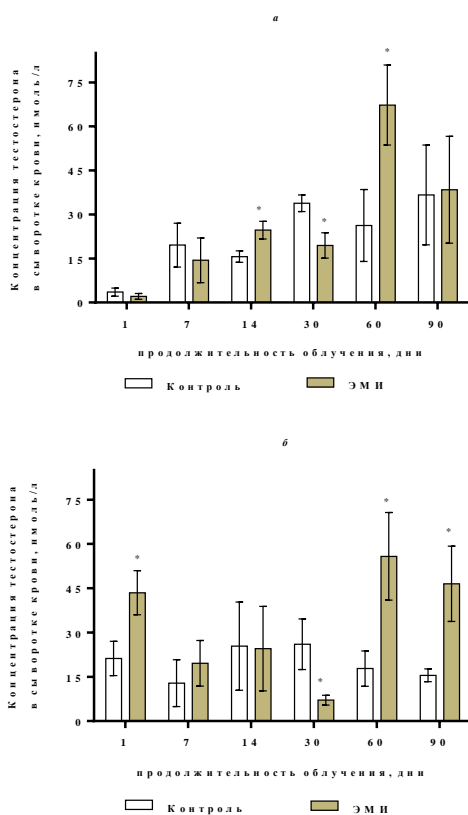 а
Концентрация тестостерона
в сыворотке крови, нмоль/л
75
60
45
30
15
0
*
*
*
1 7 14 30 60 90
продолжительность облучения, дни
Контроль ЭМИ
б
Концентрация тестостерона
в сыворотке крови, нмоль/л
75
60
45
30
15
0
*
*
*
*
1 7 14 30 60 90
продолжительность облучения, дни
Контроль ЭМИ